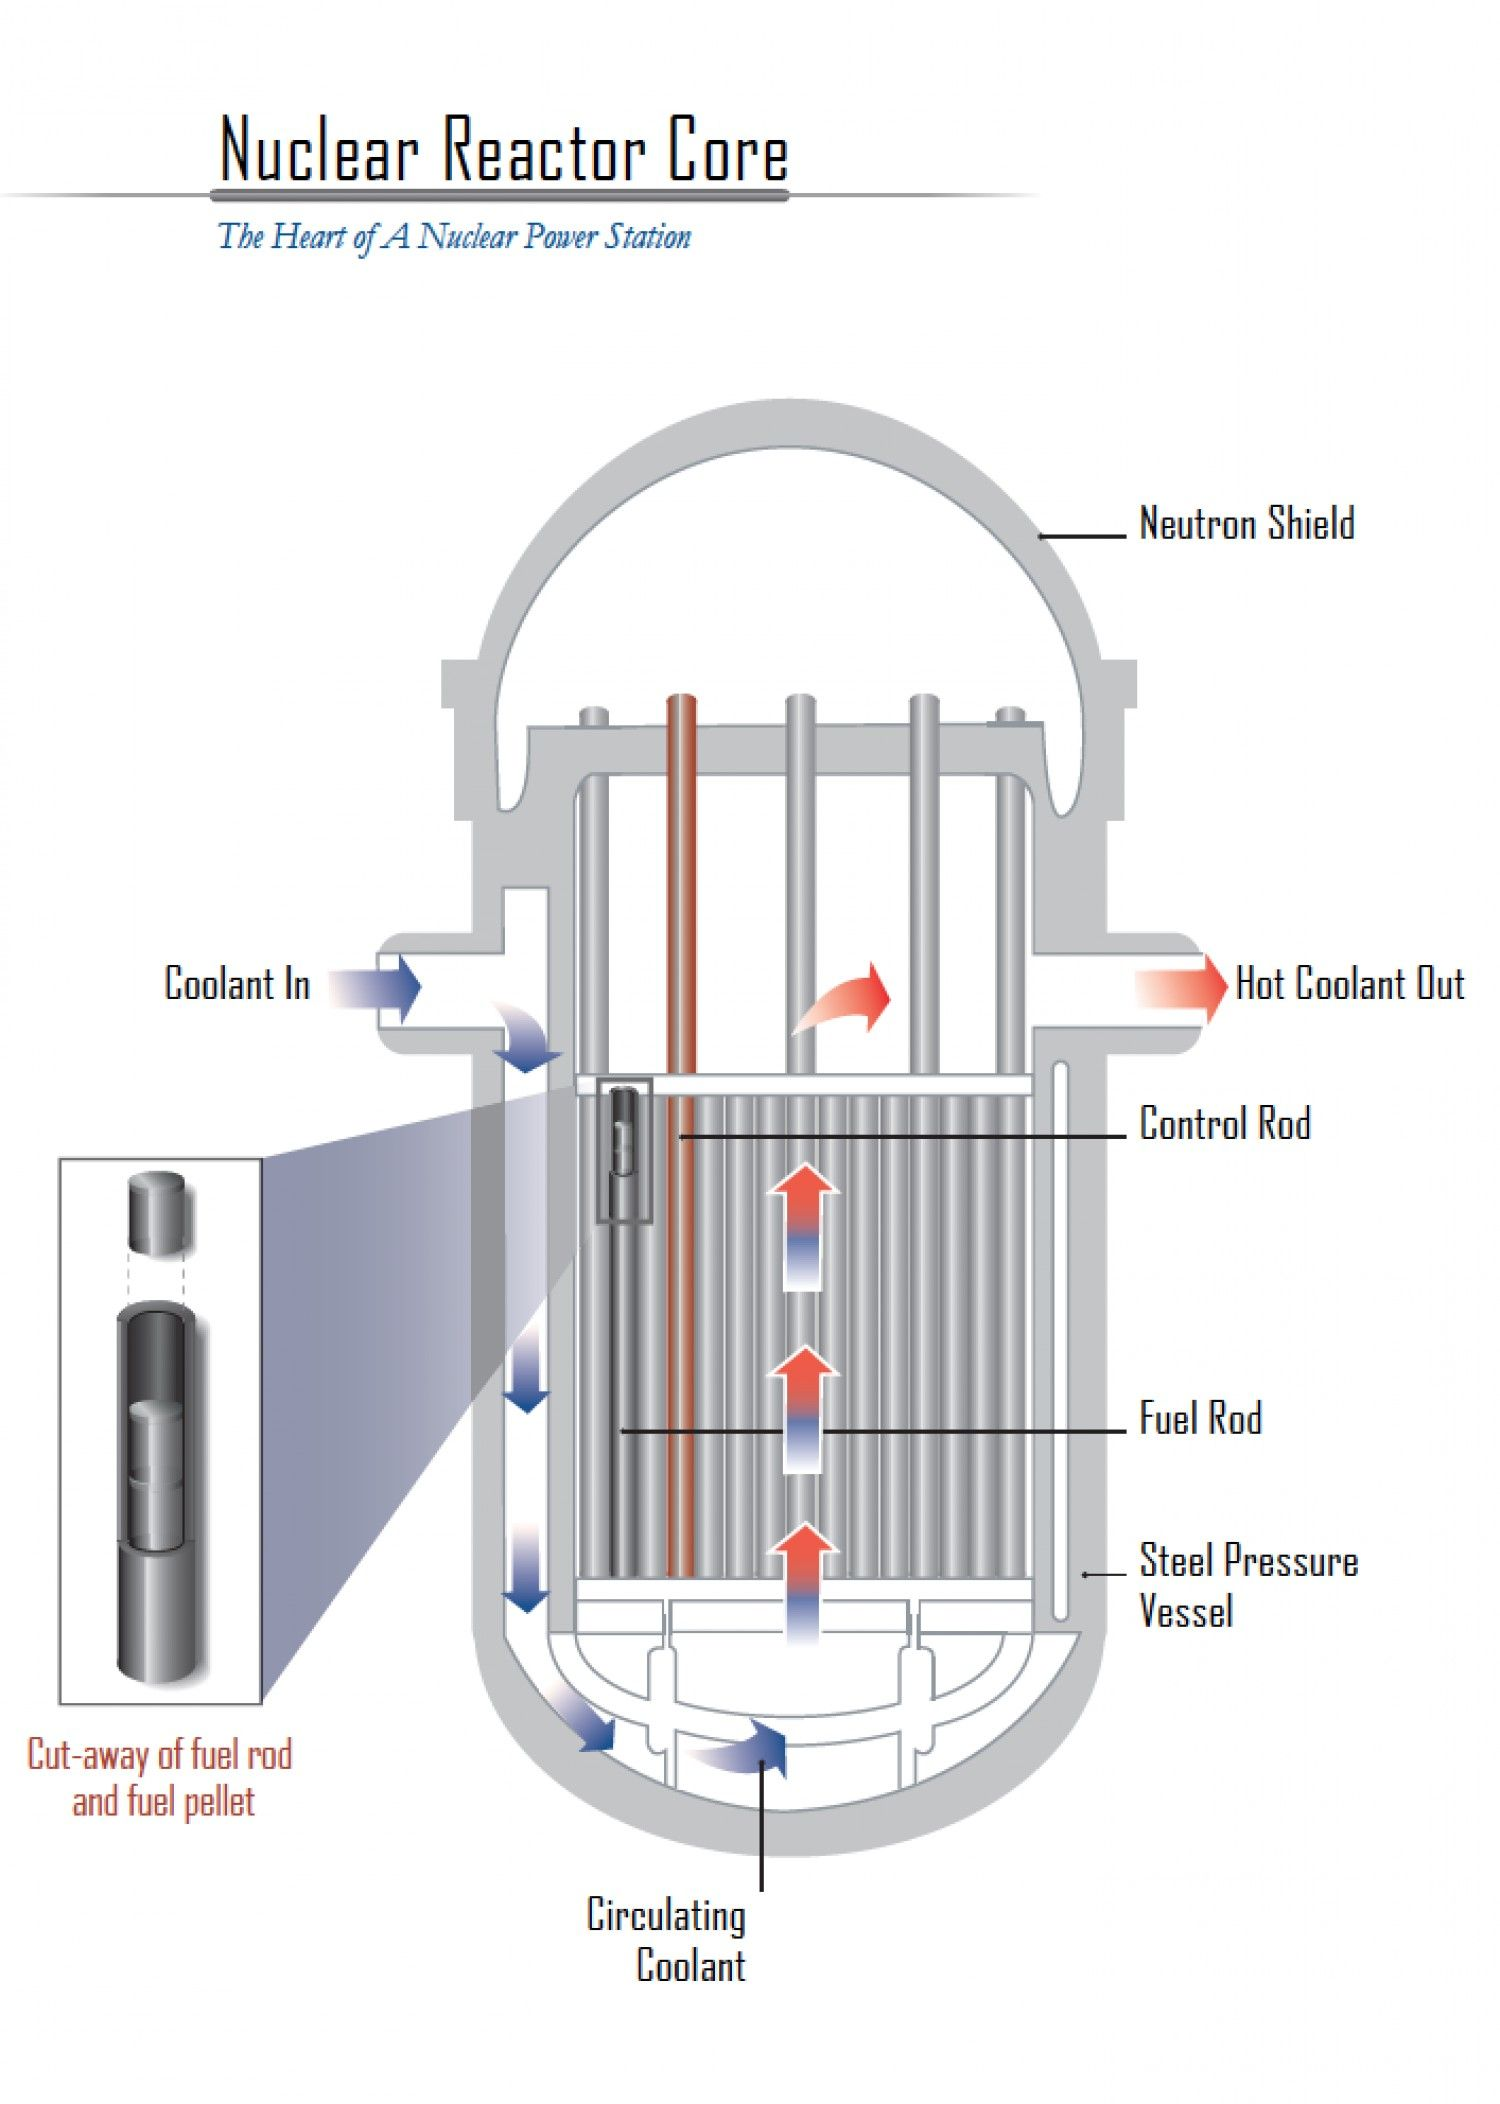 Nuclear Reactor Core
The Heart of A Nuclear Power Station
Neutron Shield
Coolant In
Hot Coolant Out
Control Rod
Fuel Rod
Steel Pressure
Vessel
Cut-away of fuel rod
and fuel pellet
Circulating
Coolant